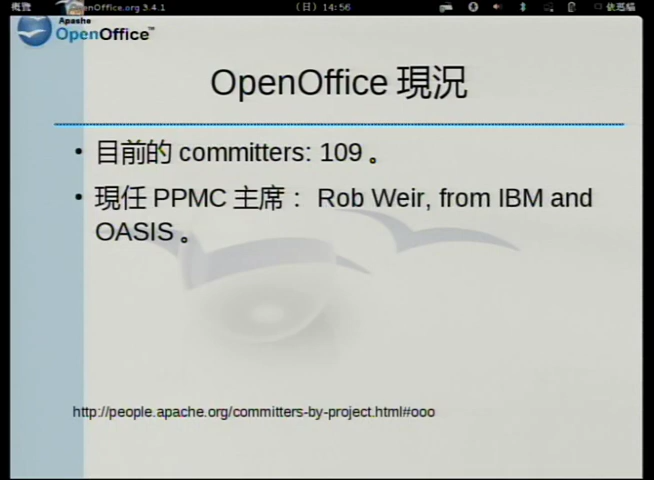 概覽 OpenOffice.org 3.4.1 (日) 14:56
Apache
OpenOffice™
OpenOffice 現況
• 目前的 committers: 109 。
• 現任 PPMC 主席： Rob Weir, from IBM and
OASIS 。
http://people.apache.org/committers-by-project.html#ooo